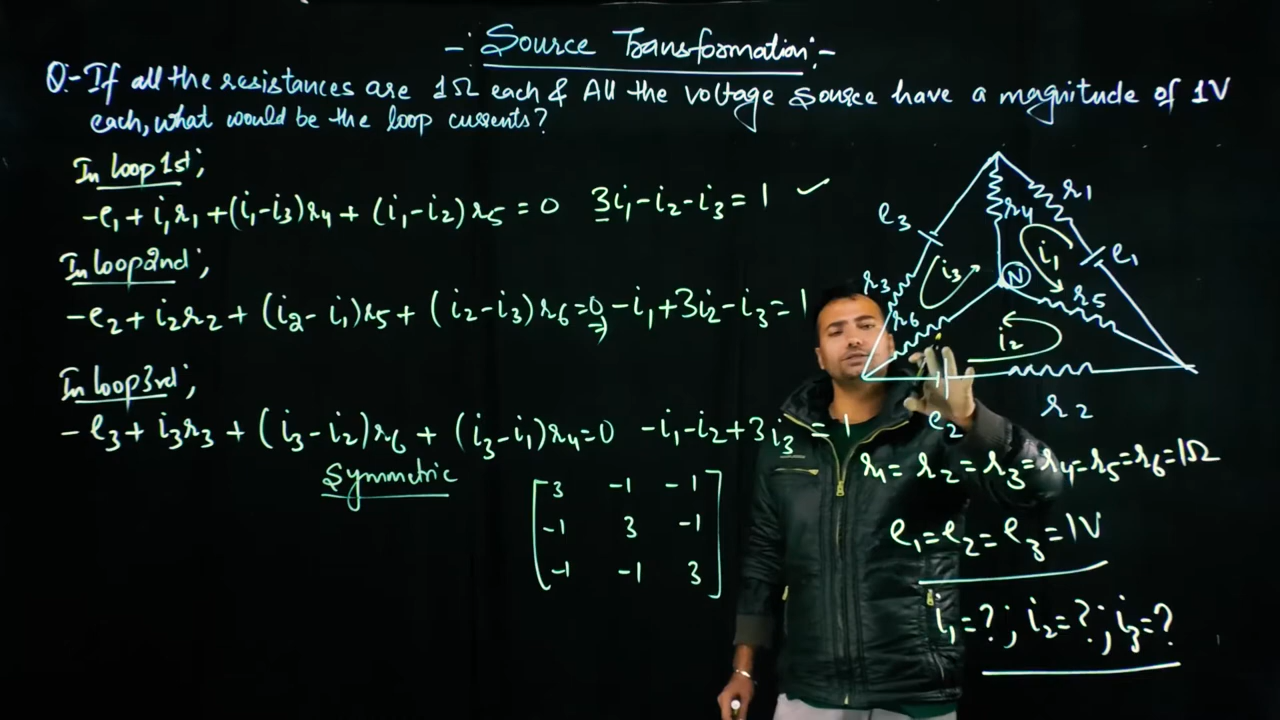 -: Source Transformation:-
Q:- If all the resistances are 1Ω each & All the voltage source have a magnitude of 1V
each, what would be the loop currents?
In loop 1st;
-e₁ + i₁r₁ + (i₁-i₃)r₄ + (i₁-i₂)r₅ = 0 3i₁-i₂-i₃ = 1 ✓
In loop 2nd;
-e₂ + i₂r₂ + (i₂-i₁)r₅ + (i₂-i₃)r₆ = 0 ⇒ -i₁+3i₂-i₃ = 1
In loop 3rd;
-e₃ + i₃r₃ + (i₃-i₂)r₆ + (i₃-i₁)r₄ = 0 -i₁-i₂+3i₃ = 1
Symmetric
3 -1 -1
-1 3 -1
-1 -1 3
r₁
r₄
e₃
e₁
i₁
i₃
N
r₃
r₅
r₆
i₂
r₂
e₂
r₁ = r₂ = r₃ = r₄ = r₅ = r₆ = 1Ω
e₁ = e₂ = e₃ = 1V
i₁ = ? ; i₂ = ? ; i₃ = ?